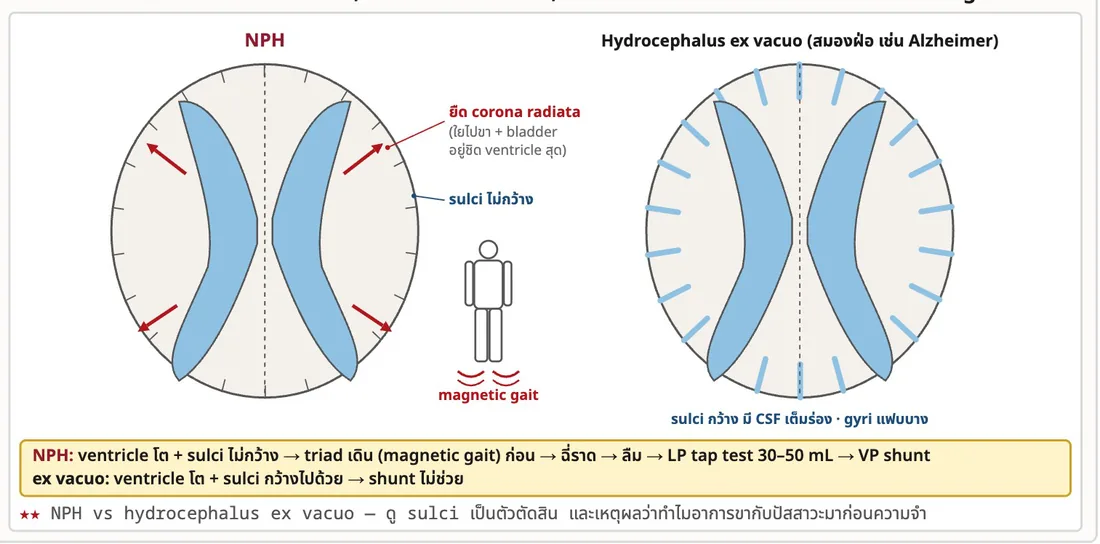 NPH
Hydrocephalus ex vacuo (สมองฝ่อ เช่น Alzheimer)
ยืด corona radiata
(ใยไปขา + bladder
อยู่ชิด ventricle สุด)
sulci ไม่กว้าง
magnetic gait
sulci กว้าง มี CSF เต็มร่อง · gyri แฟบบาง
NPH: ventricle โต + sulci ไม่กว้าง → triad เดิน (magnetic gait) ก่อน → ฉี่ราด → ลืม → LP tap test 30–50 mL → VP shunt
ex vacuo: ventricle โต + sulci กว้างไปด้วย → shunt ไม่ช่วย
★★ NPH vs hydrocephalus ex vacuo — ดู sulci เป็นตัวตัดสิน และเหตุผลว่าทำไมอาการขากับปัสสาวะมาก่อนความจำ